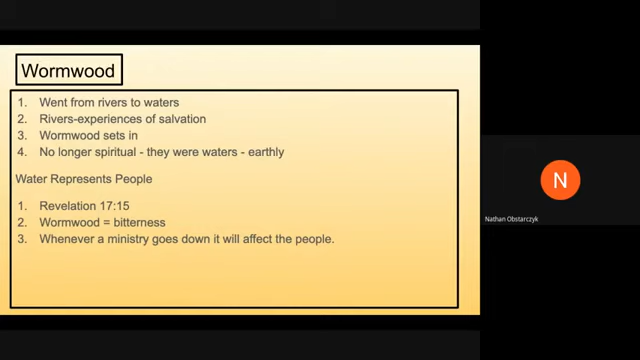 Wormwood
1. Went from rivers to waters
2. Rivers-experiences of salvation
3. Wormwood sets in
4. No longer spiritual - they were waters - earthly
Water Represents People
1. Revelation 17:15
2. Wormwood = bitterness
3. Whenever a ministry goes down it will affect the people.
N
Nathan Obstarczyk